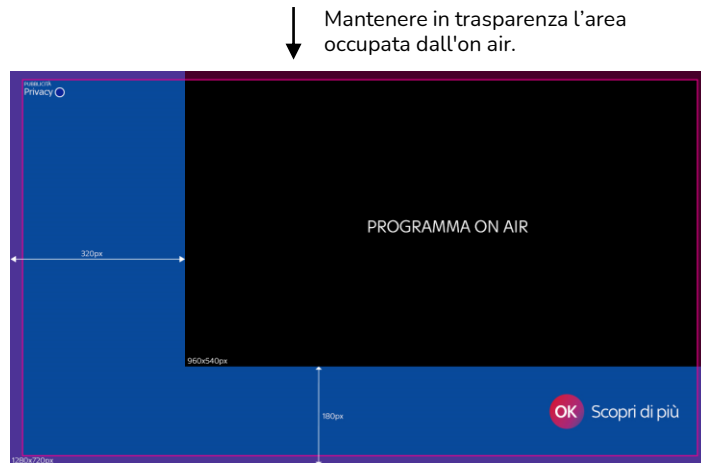 Mantenere in trasparenza l’area
occupata dall'on air.
PUBBLICITÀ
Privacy
PROGRAMMA ON AIR
320px
960x540px
180px
OK Scopri di più
1280x720px